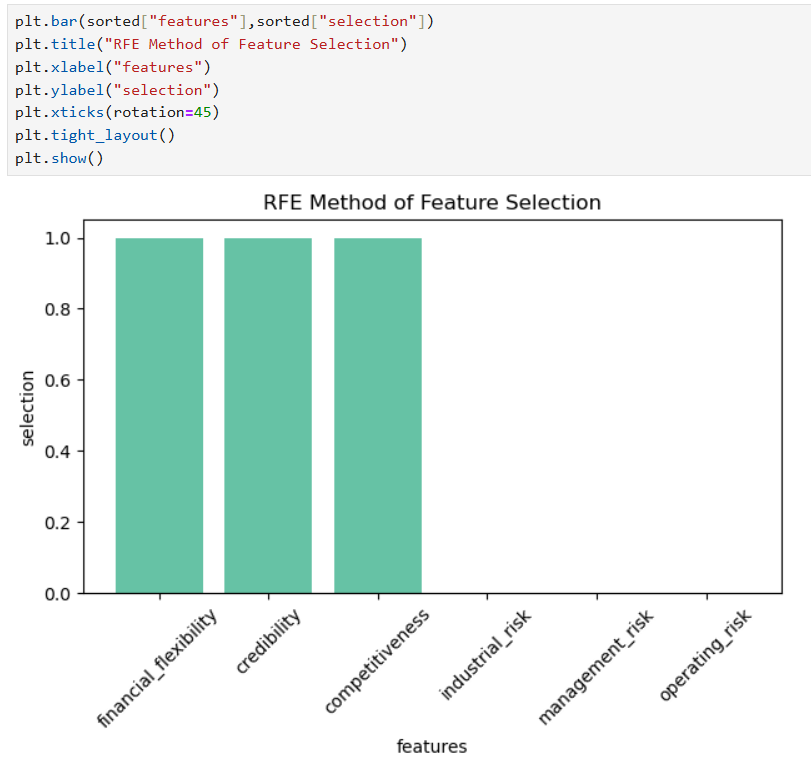 plt.bar(sorted["features"],sorted["selection"])
plt.title("RFE Method of Feature Selection")
plt.xlabel("features")
plt.ylabel("selection")
plt.xticks(rotation=45)
plt.tight_layout()
plt.show()
RFE Method of Feature Selection
1.0
0.8
0.6
0.4
0.2
0.0
selection
financial_flexibility
credibility
competitiveness
industrial_risk
management_risk
operating_risk
features